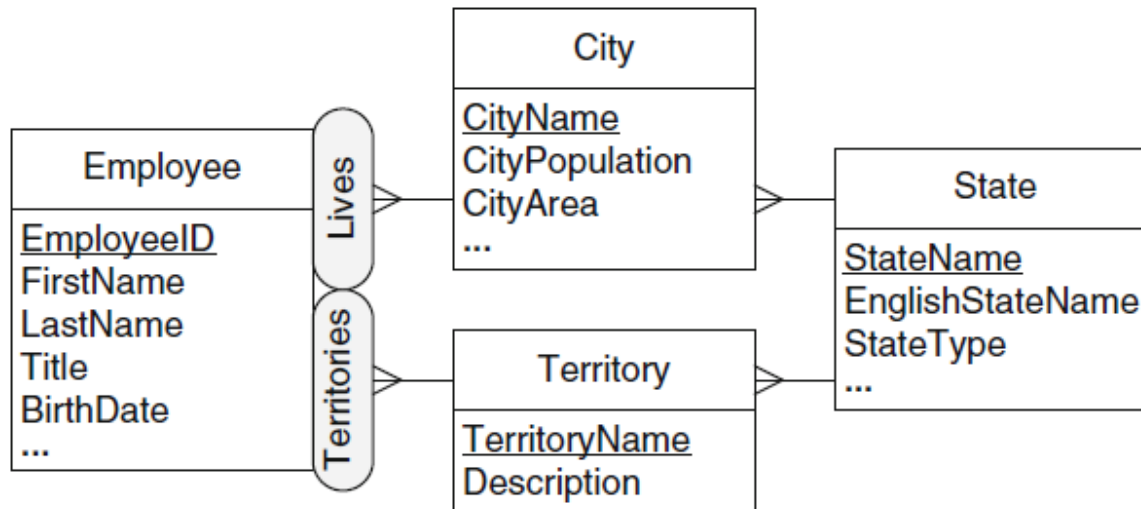 Employee
EmployeeID
FirstName
LastName
Title
BirthDate
...
Lives
Territories
City
CityName
CityPopulation
CityArea
...
Territory
TerritoryName
Description
State
StateName
EnglishStateName
StateType
...